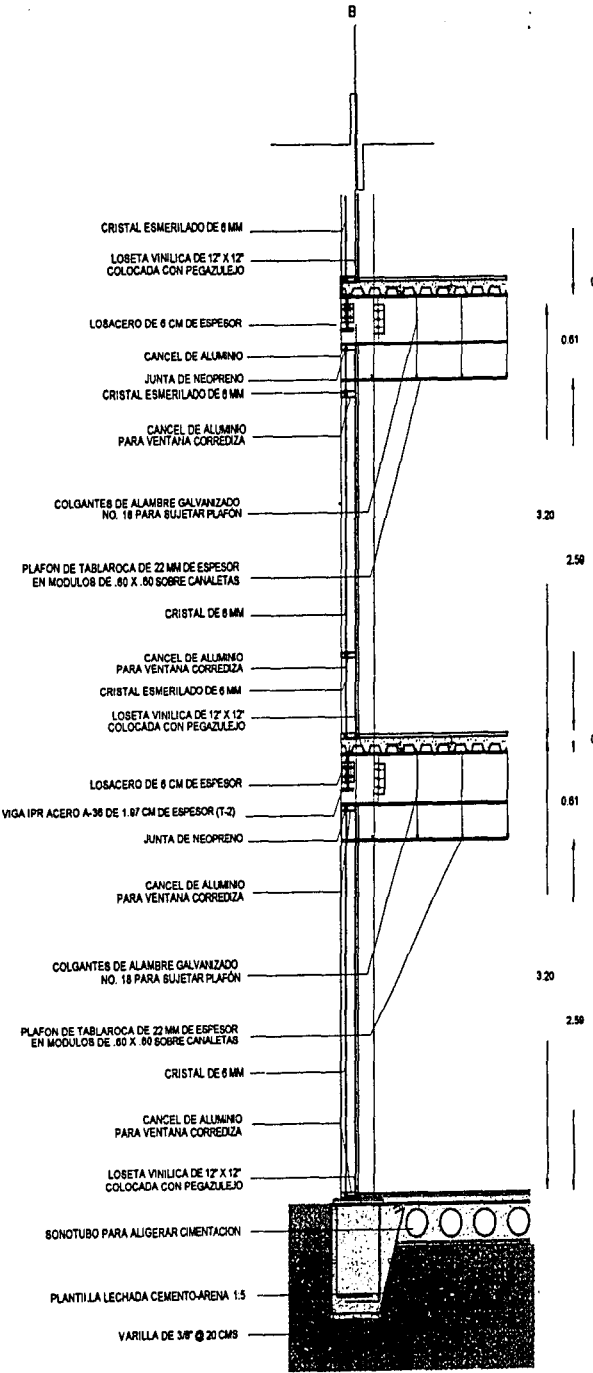 B
CRISTAL ESMERILADO DE 6 MM
LOSETA VINILICA DE 12" X 12"
COLOCADA CON PEGAZULEJO
LOSACERO DE 6 CM DE ESPESOR
0.61
CANCEL DE ALUMINIO
JUNTA DE NEOPRENO
CRISTAL ESMERILADO DE 6 MM
CANCEL DE ALUMINIO
PARA VENTANA CORREDIZA
COLGANTES DE ALAMBRE GALVANIZADO
NO. 18 PARA SUJETAR PLAFÓN
3.20
2.59
PLAFON DE TABLAROCA DE 22 MM DE ESPESOR
EN MODULOS DE .60 X .60 SOBRE CANALETAS
CRISTAL DE 6 MM
CANCEL DE ALUMINIO
PARA VENTANA CORREDIZA
CRISTAL ESMERILADO DE 6 MM
LOSETA VINILICA DE 12" X 12"
COLOCADA CON PEGAZULEJO
LOSACERO DE 6 CM DE ESPESOR
0.61
VIGA IPR ACERO A-36 DE 1.97 CM DE ESPESOR (T-2)
JUNTA DE NEOPRENO
CANCEL DE ALUMINIO
PARA VENTANA CORREDIZA
COLGANTES DE ALAMBRE GALVANIZADO
NO. 18 PARA SUJETAR PLAFÓN
3.20
2.59
PLAFON DE TABLAROCA DE 22 MM DE ESPESOR
EN MODULOS DE .60 X .60 SOBRE CANALETAS
CRISTAL DE 6 MM
CANCEL DE ALUMINIO
PARA VENTANA CORREDIZA
LOSETA VINILICA DE 12" X 12"
COLOCADA CON PEGAZULEJO
SONOTUBO PARA ALIGERAR CIMENTACION
PLANTILLA LECHADA CEMENTO-ARENA 1:5
VARILLA DE 3/8" @ 20 CMS